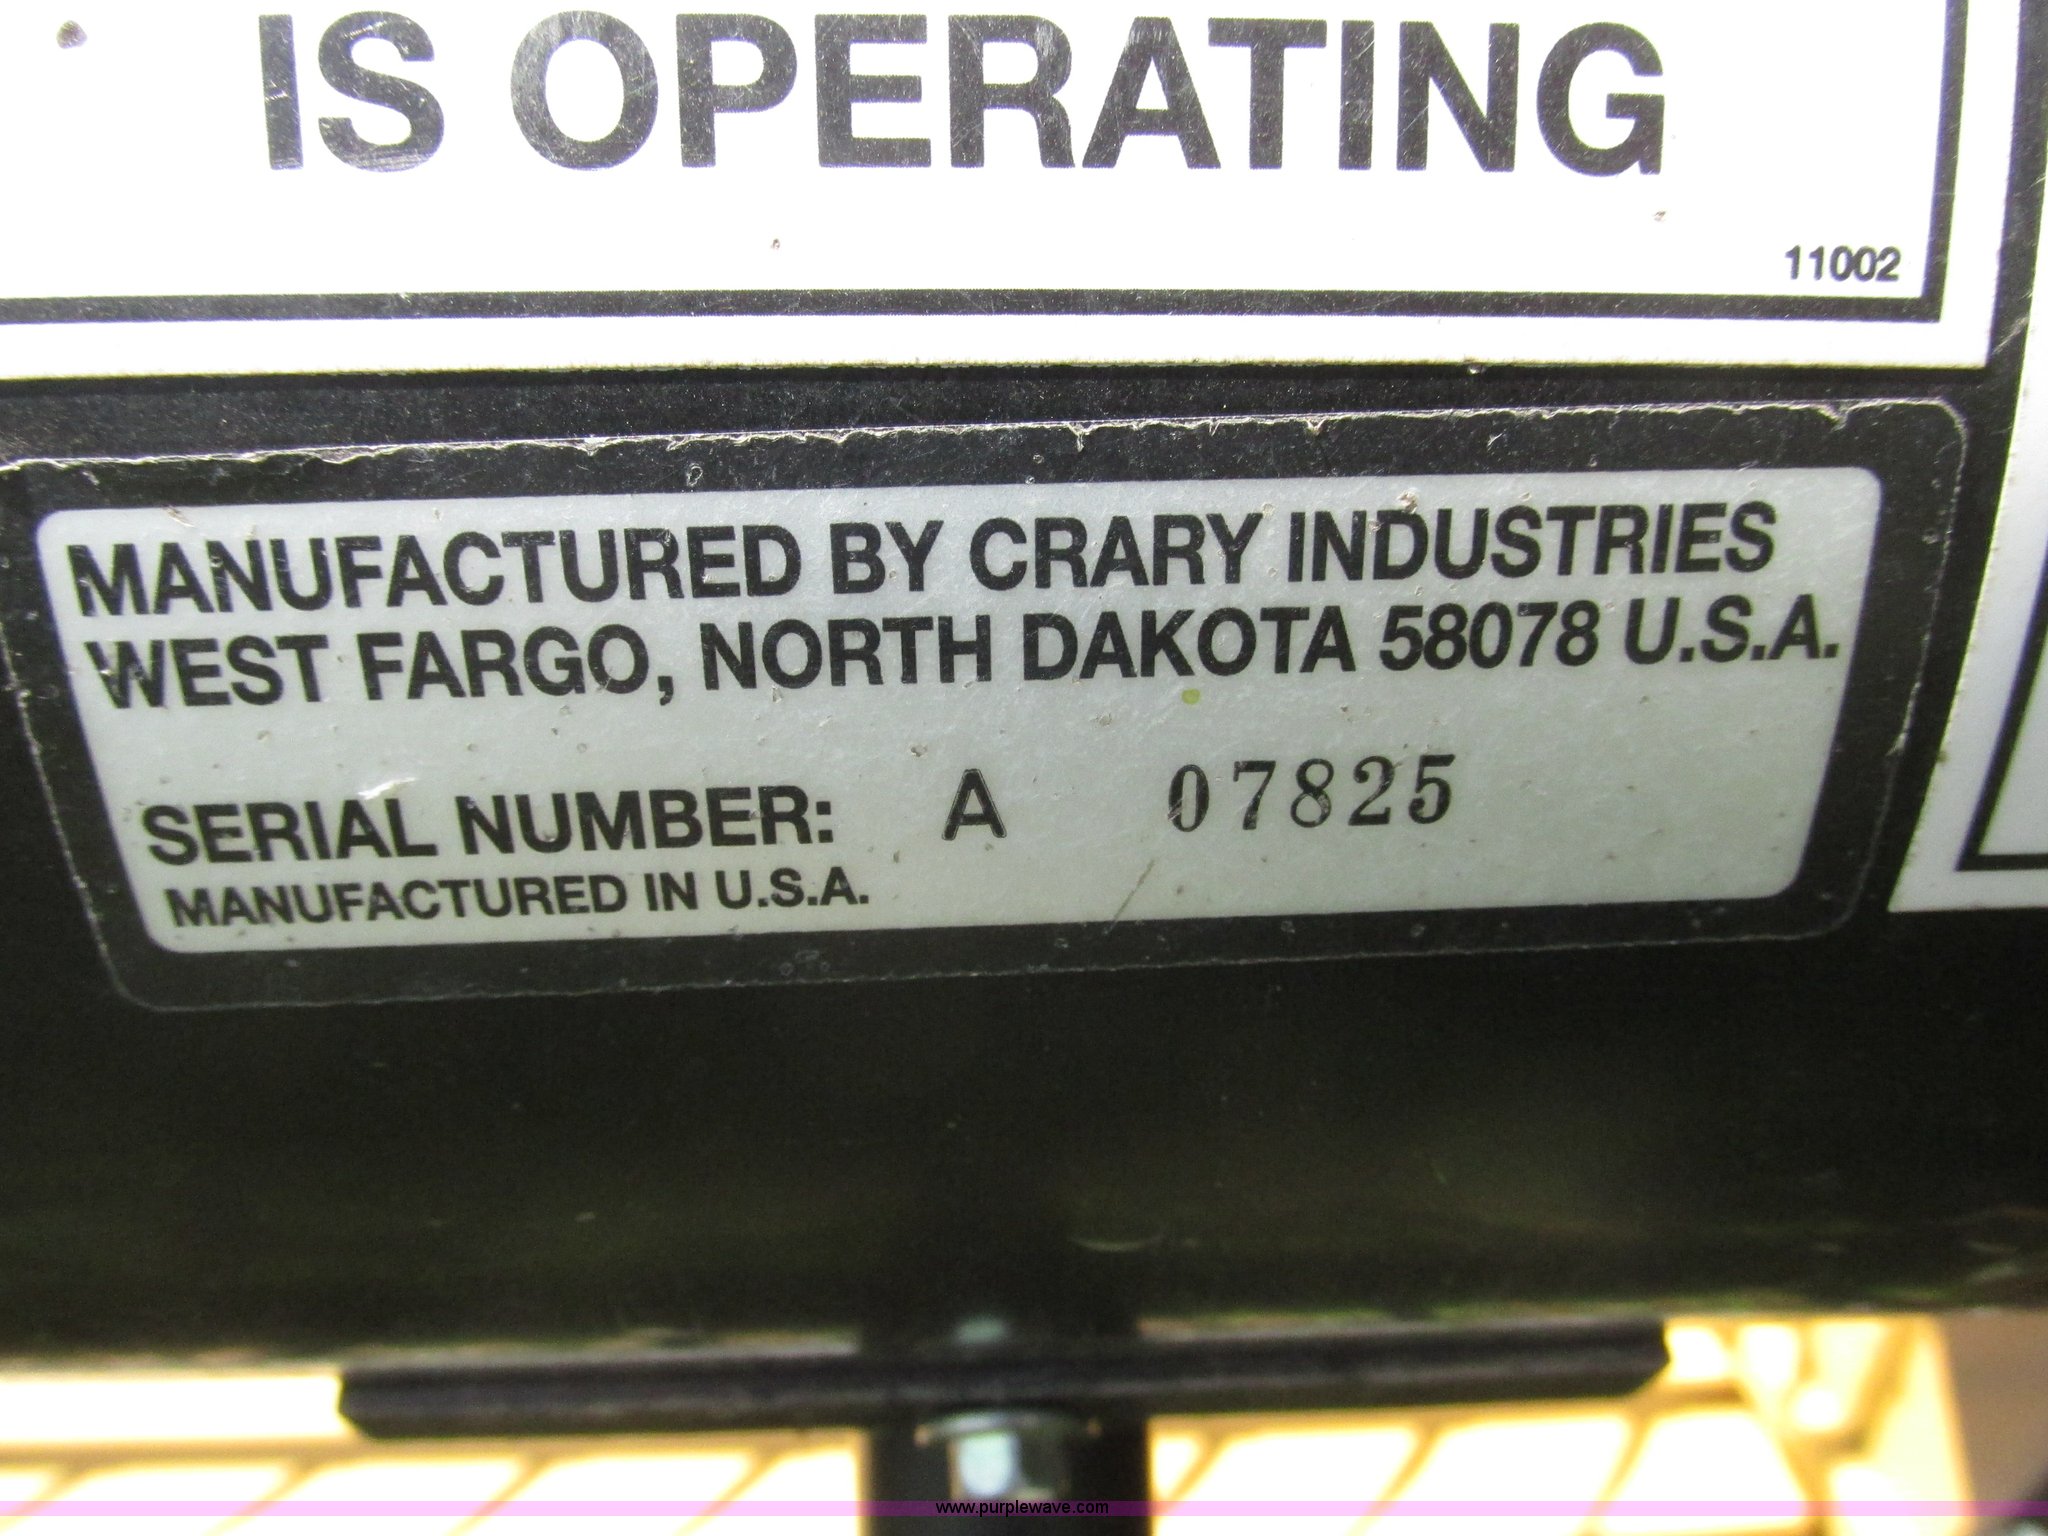 IS OPERATING
11002
MANUFACTURED BY CRARY INDUSTRIES
WEST FARGO, NORTH DAKOTA 58078 U.S.A.
SERIAL NUMBER: A 07825
MANUFACTURED IN U.S.A.
www.purplewave.com